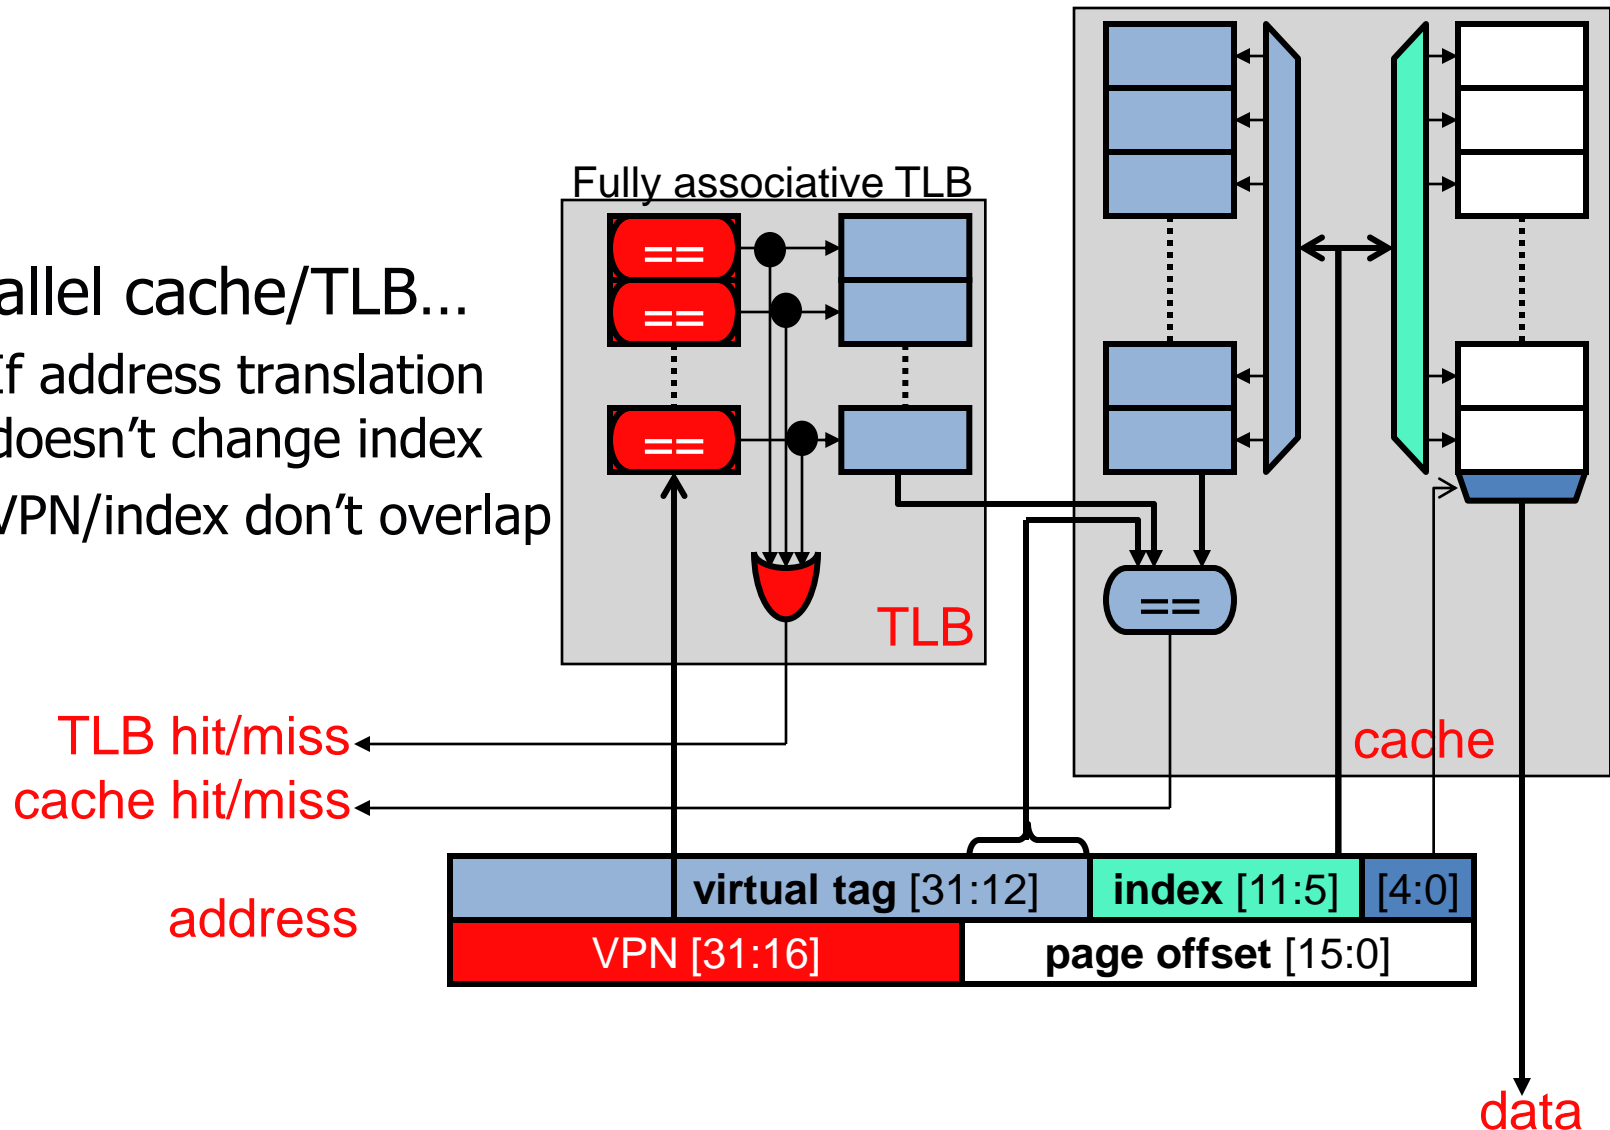 Fully associative TLB
==
==
==
allel cache/TLB…
If address translation
doesn’t change index
VPN/index don’t overlap
==
TLB
TLB hit/miss
cache
cache hit/miss
virtual tag [31:12] index [11:5] [4:0]
address
VPN [31:16] page offset [15:0]
data